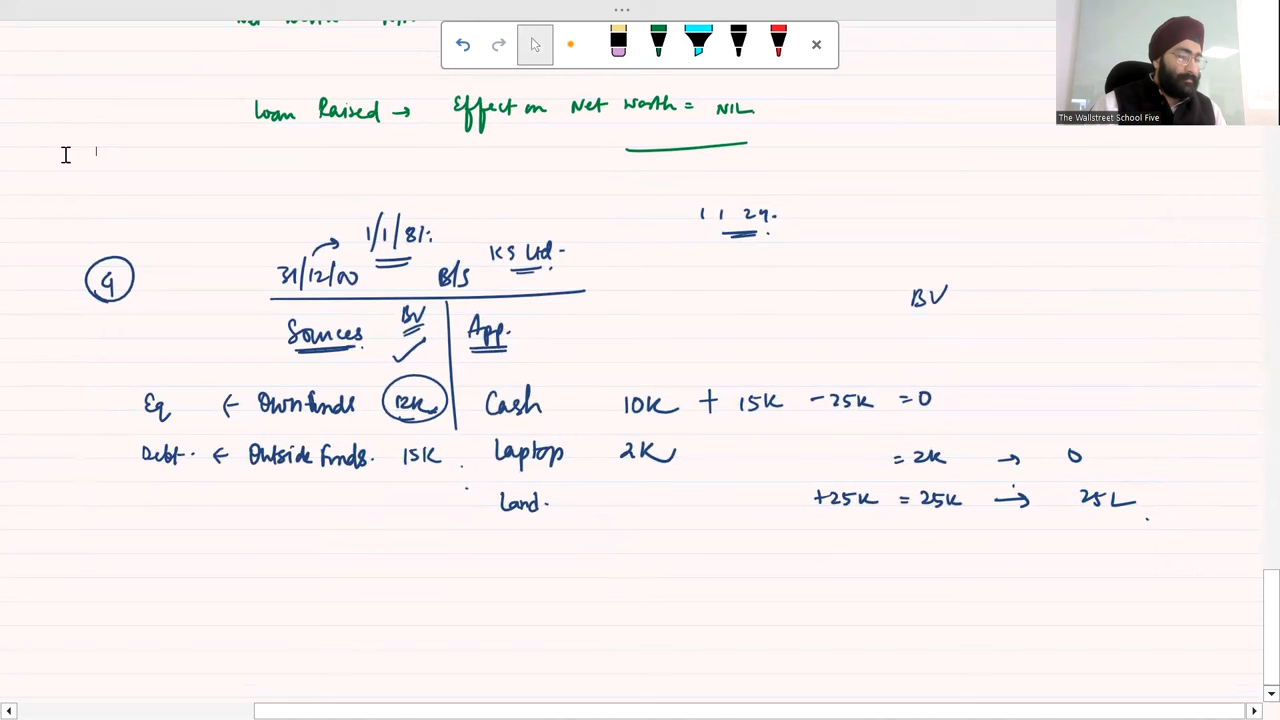 Loan Raised → Effect on Net Worth = NIL
The Wallstreet School Five
1/1/81.
1 1 24.
4
31/12/00 B/S KS Ltd.
BV
Sources BV App.
Eq ← Own funds 12K Cash 10K + 15K - 25K = 0
Debt. ← Outside Funds. 15K Laptop 2K = 2K → 0
Land. +25K = 25K → 25L